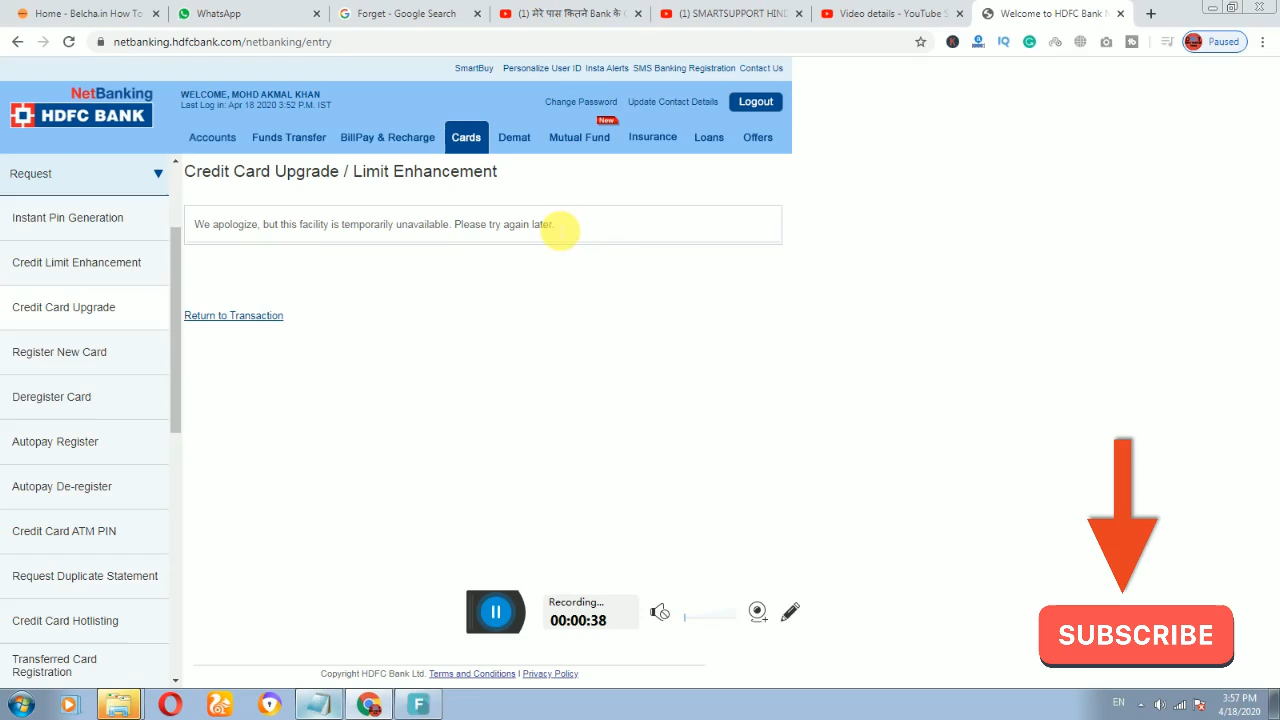 Home - Belcha.in How To
WhatsApp
Forget - Google Search
(1) मेरे पास कितने Bank के C
(1) SMARTSUPPORT HIND
Video details - YouTube S
Welcome to HDFC Bank N
netbanking.hdfcbank.com/netbanking/entry
IQ
Paused
SmartBuy Personalize User ID Insta Alerts SMS Banking Registration Contact Us
NetBanking
HDFC BANK
WELCOME, MOHD AKMAL KHAN
Last Log in: Apr 18 2020 3:52 P.M. IST
Change Password Update Contact Details Logout
New
Accounts Funds Transfer BillPay & Recharge Cards Demat Mutual Fund Insurance Loans Offers
Request
Instant Pin Generation
Credit Limit Enhancement
Credit Card Upgrade
Register New Card
Deregister Card
Autopay Register
Autopay De-register
Credit Card ATM PIN
Request Duplicate Statement
Credit Card Hotlisting
Transferred Card
Registration
Credit Card Upgrade / Limit Enhancement
We apologize, but this facility is temporarily unavailable. Please try again later.
Return to Transaction
Recording...
00:00:38
SUBSCRIBE
Copyright HDFC Bank Ltd. Terms and Conditions | Privacy Policy
EN
3:57 PM
4/18/2020